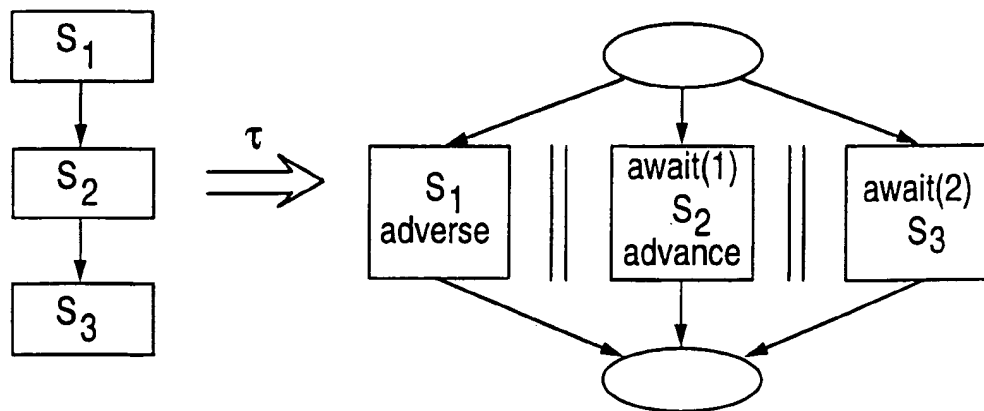 S1
S2
S3
τ
S1
adverse
await(1)
S2
advance
await(2)
S3